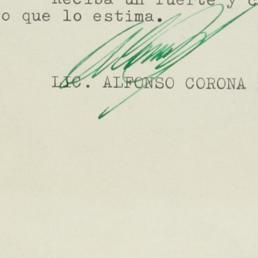 Reciba un fuerte y c
o que lo estima.
LIC. ALFONSO CORONA